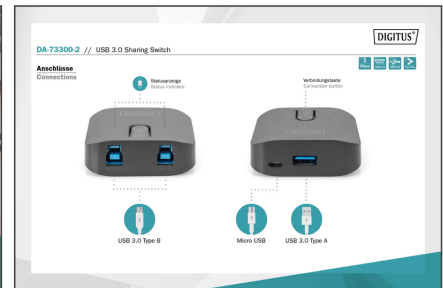 DIGITUS®
DA-73300-2 // USB 3.0 Sharing Switch
Anschlüsse
Connections
Statusanzeige
Status indicator
Verbindungstaste
Connection button
USB 3.0 Type B
Micro USB
USB 3.0 Type A